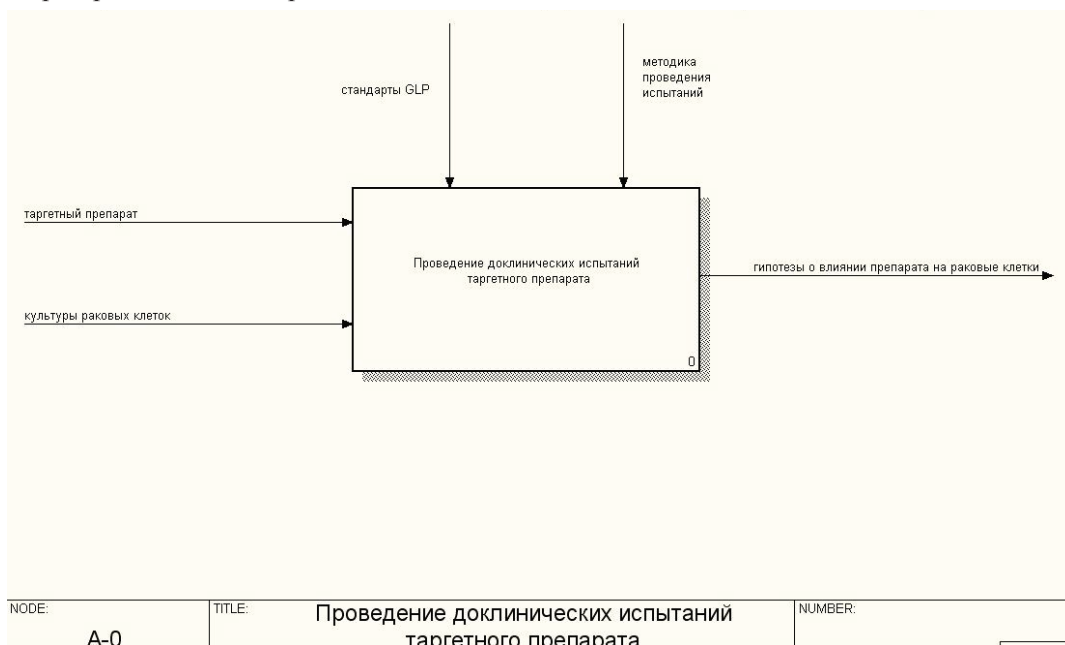 стандарты GLP
методика
проведения
испытаний
таргетный препарат
Проведение доклинических испытаний
таргетного препарата
гипотезы о влиянии препарата на раковые клетки
культуры раковых клеток
0
NODE:
TITLE:
Проведение доклинических испытаний
NUMBER:
A-0
таргетного препарата